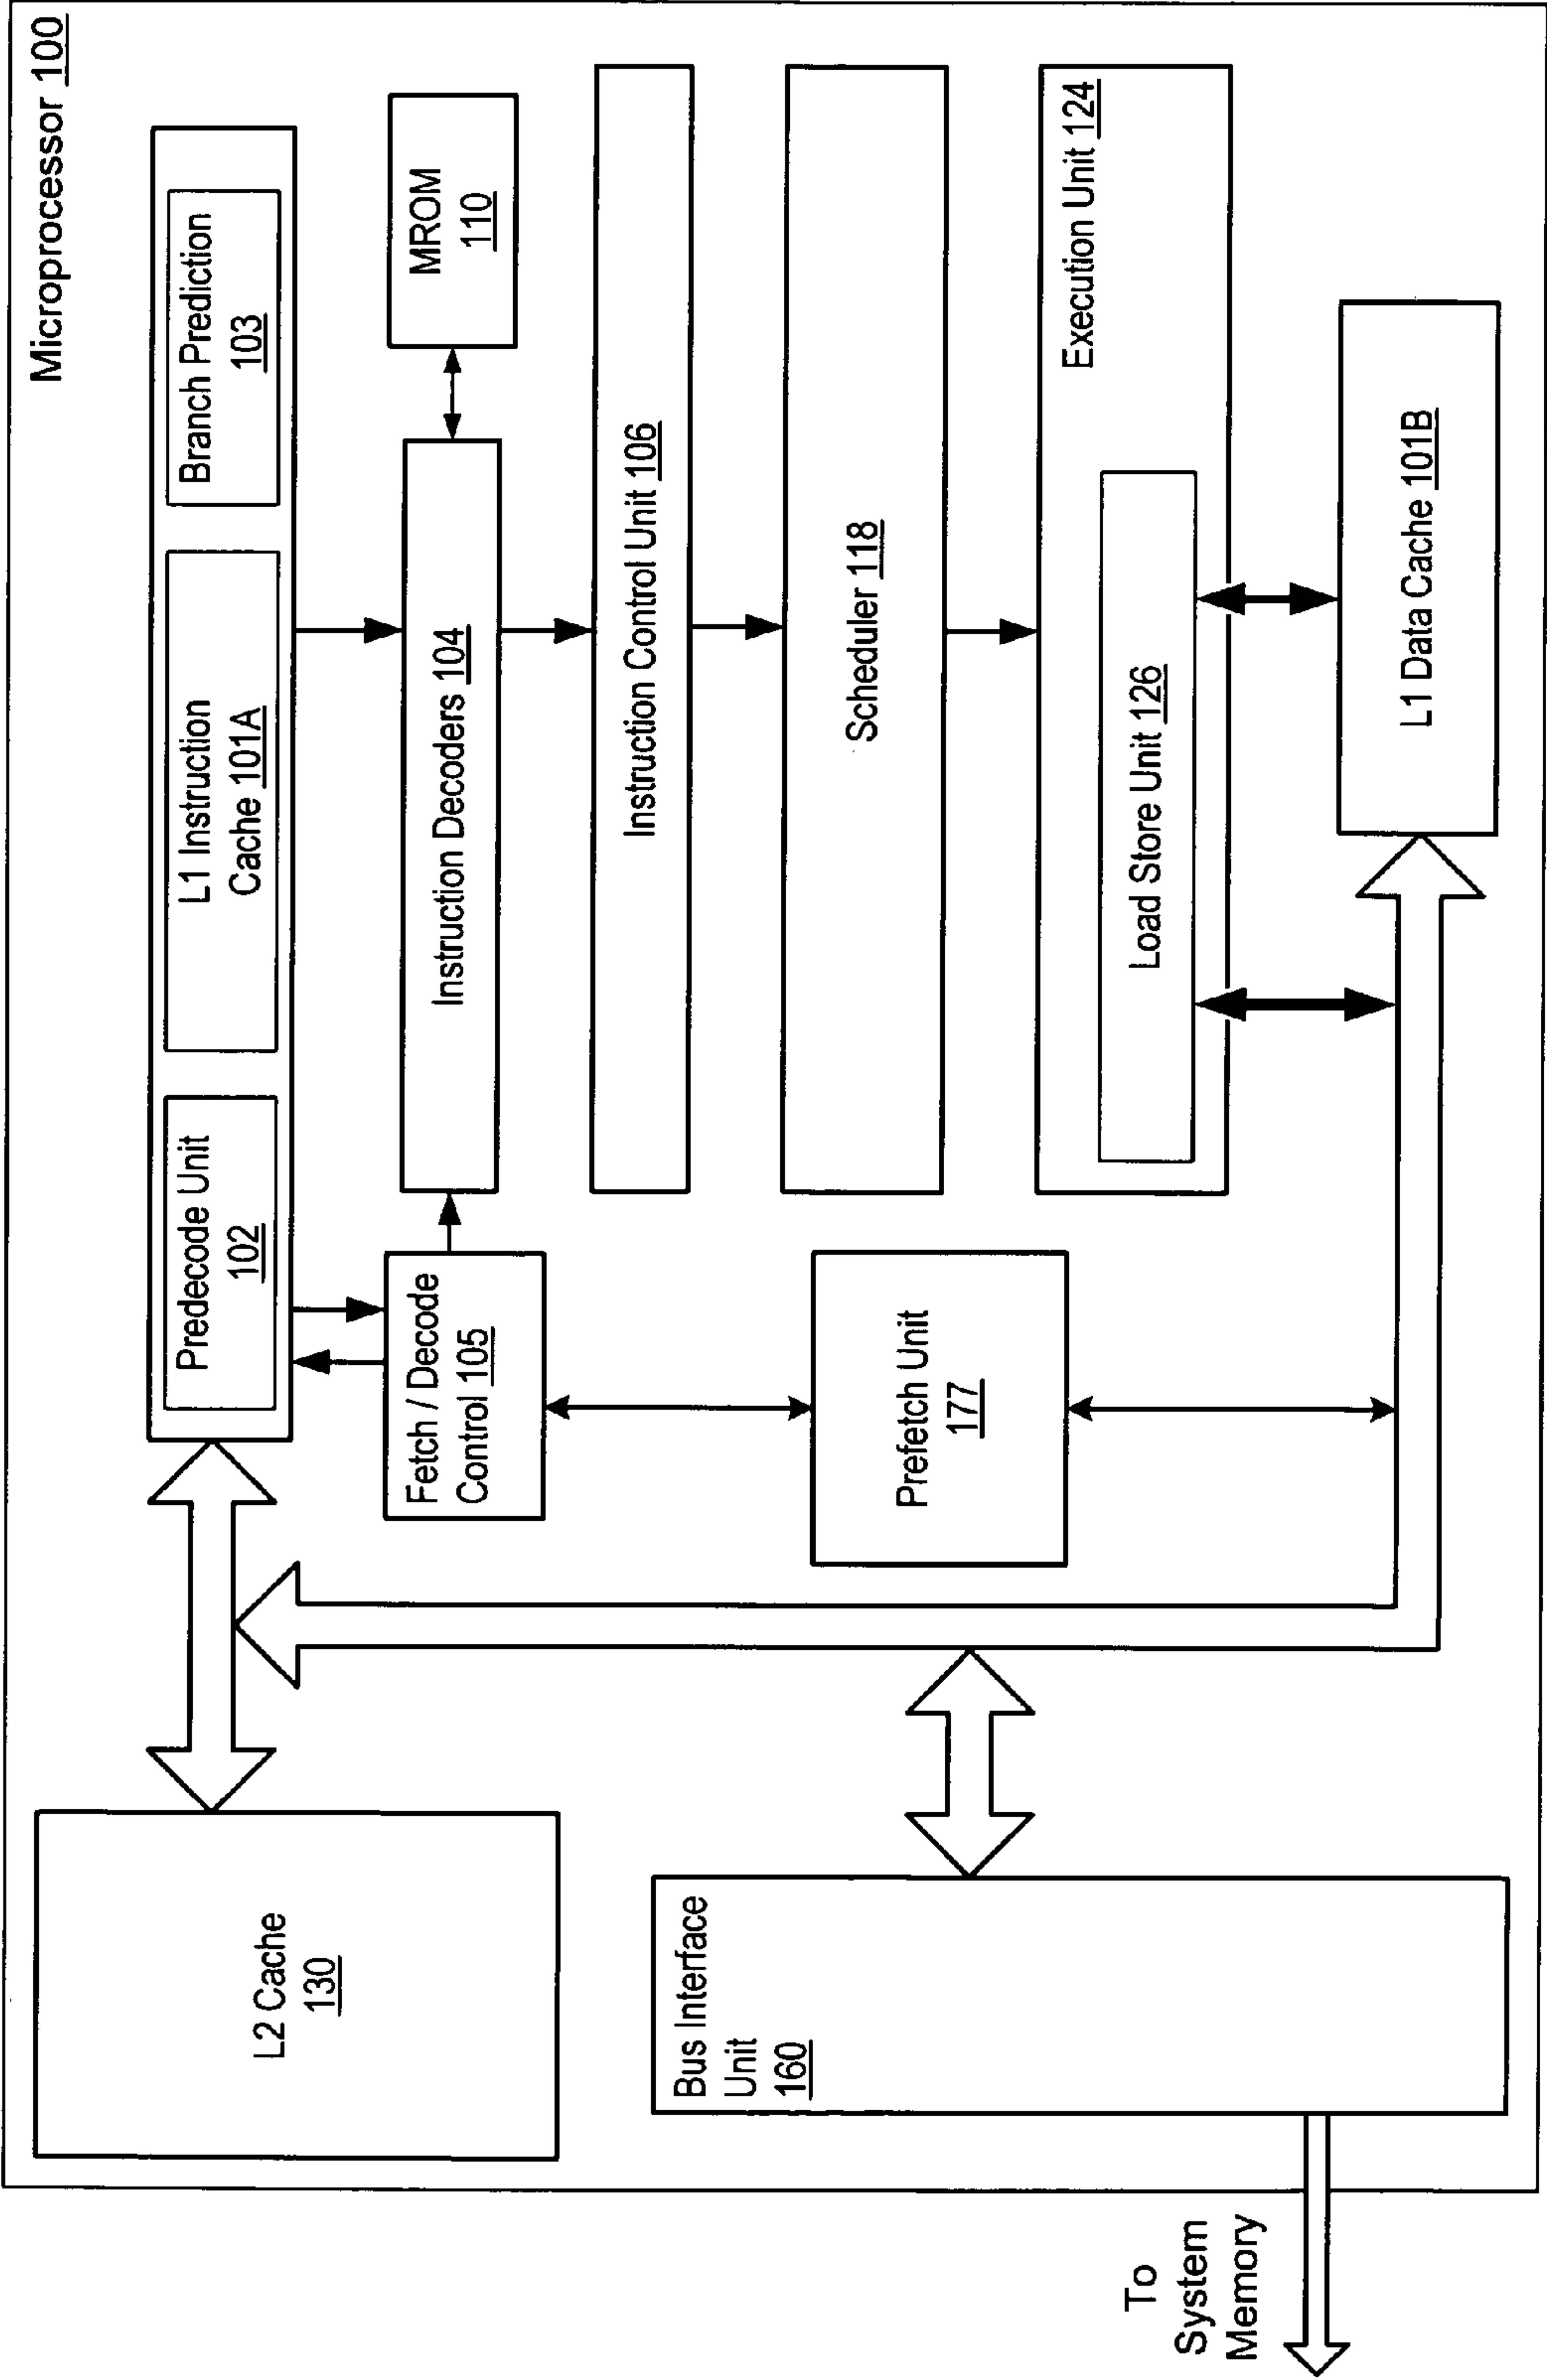 Microprocessor 100
L2 Cache
130
Predecode Unit
102
L1 Instruction
Cache 101A
Branch Prediction
103
Fetch / Decode
Control 105
Instruction Decoders 104
MROM
110
Instruction Control Unit 106
Bus Interface
Unit
160
Prefetch Unit
177
Scheduler 118
Execution Unit 124
Load Store Unit 126
L1 Data Cache 101B
To
System
Memory